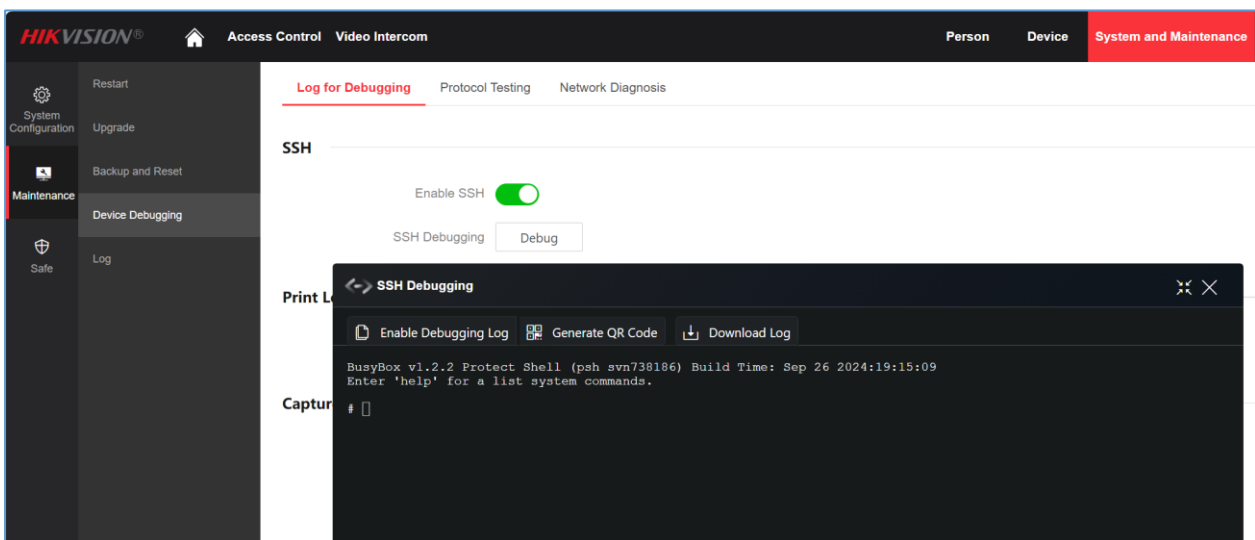 HIKVISION®
Access Control Video Intercom Person Device System and Maintenance
System Configuration
Maintenance
Safe
Restart
Upgrade
Backup and Reset
Device Debugging
Log
Log for Debugging Protocol Testing Network Diagnosis
SSH
Enable SSH
SSH Debugging Debug
Print L
SSH Debugging
Enable Debugging Log Generate QR Code Download Log
BusyBox v1.2.2 Protect Shell (psh svn738186) Build Time: Sep 26 2024:19:15:09
Enter 'help' for a list system commands.
Captur
#